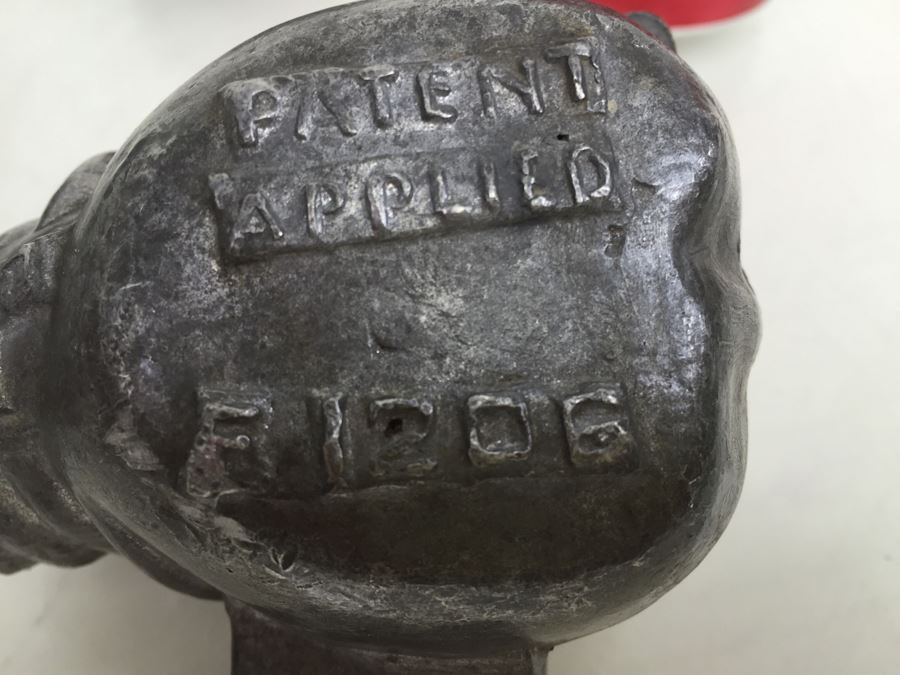 PATENT
APPLIED
E1206